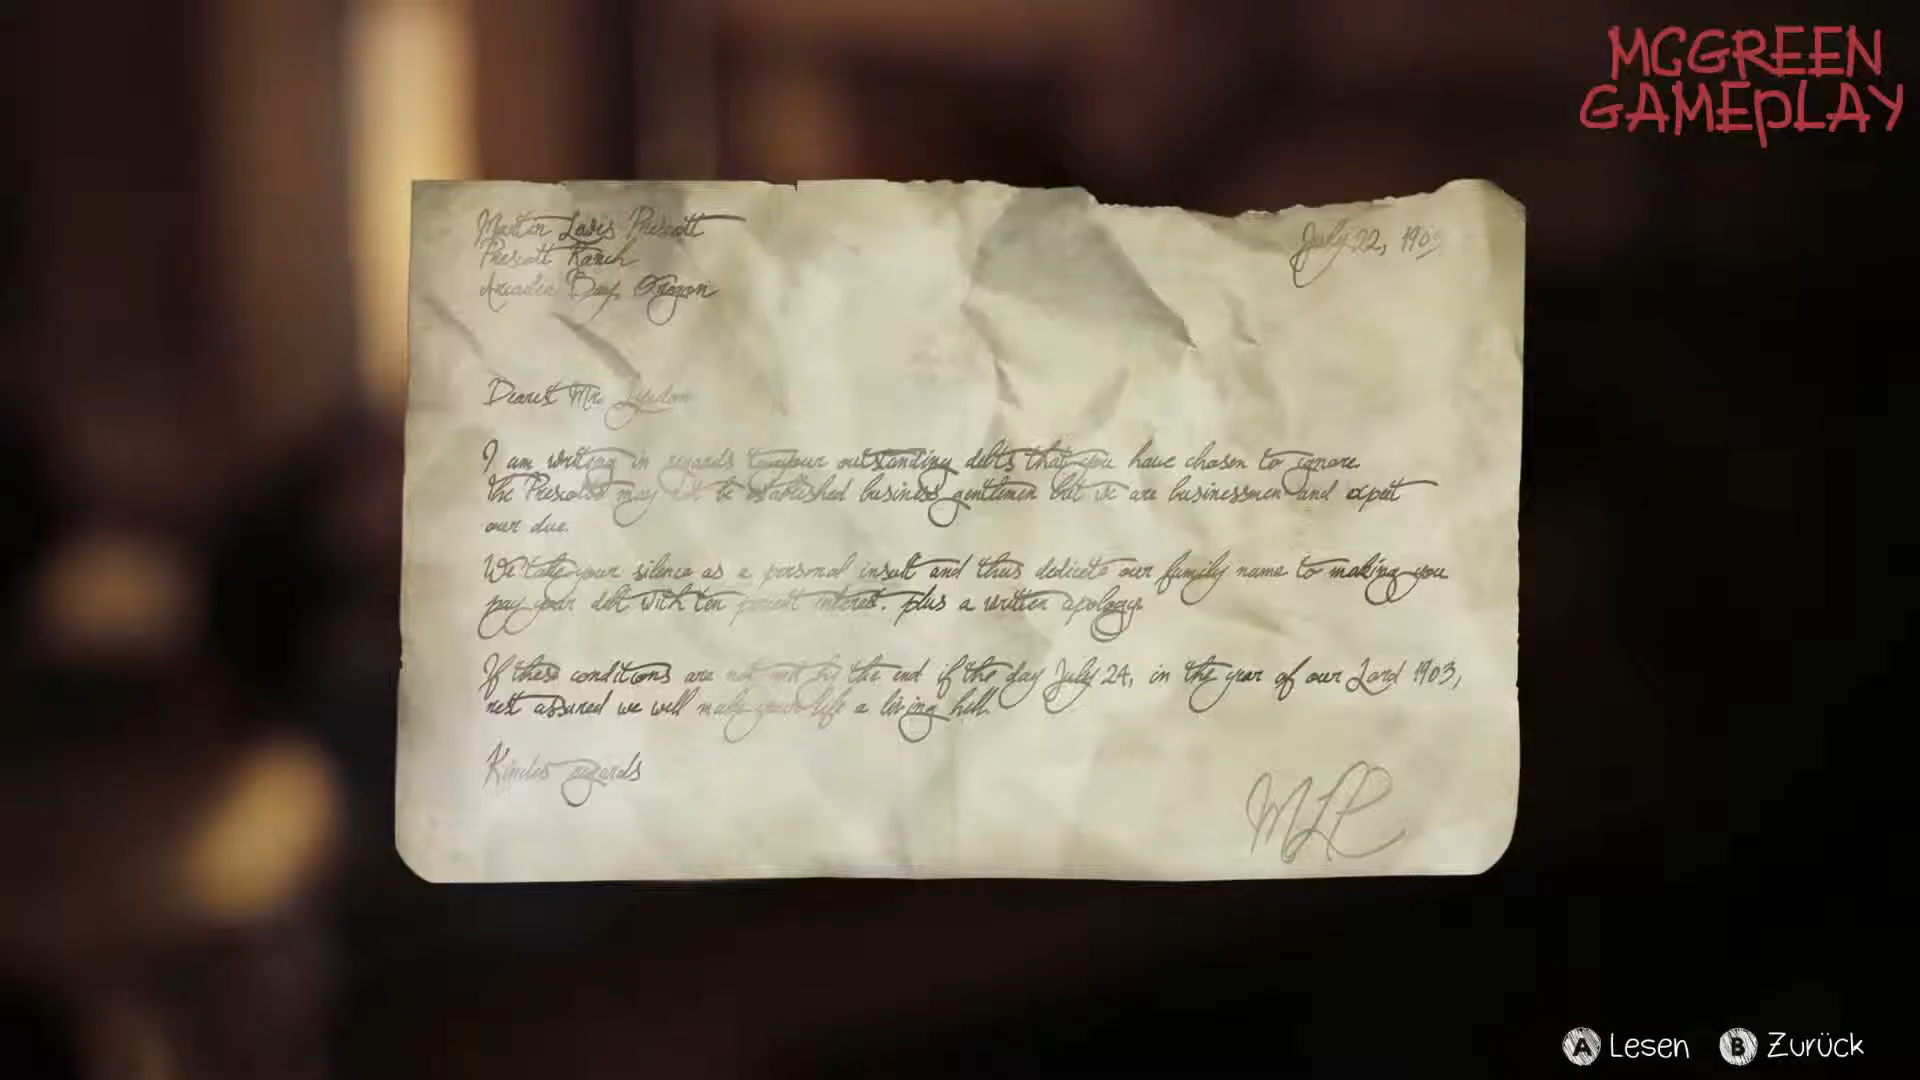 MCGREEN
GAMEPLAY
Martin Lewis Prescott
July 22, 1903
Prescott Ranch
Arcadia Bay, Oregon
Dearest Mr.
I am writing in regards to your outstanding debts that you have chosen to ignore.
The Prescotts may not be established business gentlemen but we are businessmen and expect
our due.
We take your silence as a personal insult and thus dedicate our family name to making you
pay your debt with ten percent interest. plus a written apology.
If these conditions are not met by the end if the day July 24, in the year of our Lord 1903,
rest assured we will make your life a living hell.
Kindes regards
MLP
Lesen
Zurück